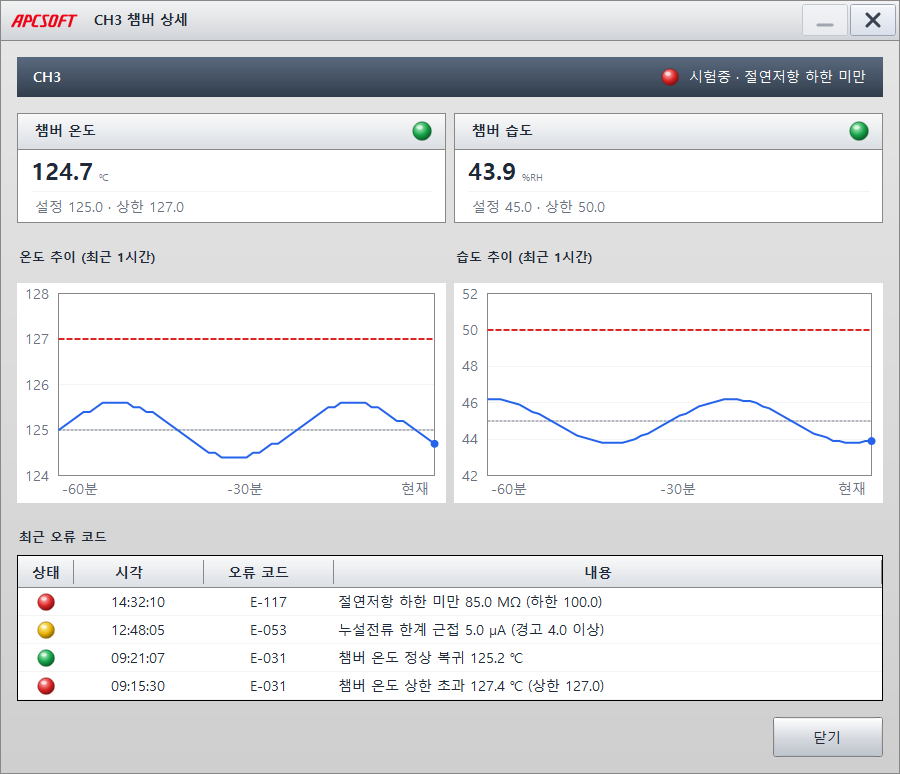 APCSOFT CH3 챔버 상세
CH3
시험중 · 절연저항 하한 미만
챔버 온도
124.7 ℃
설정 125.0 · 상한 127.0
챔버 습도
43.9 %RH
설정 45.0 · 상한 50.0
온도 추이 (최근 1시간)
128
127
126
125
124
-60분 -30분 현재
습도 추이 (최근 1시간)
52
50
48
46
44
42
-60분 -30분 현재
최근 오류 코드
상태 시각 오류 코드 내용
14:32:10 E-117 절연저항 하한 미만 85.0 MΩ (하한 100.0)
12:48:05 E-053 누설전류 한계 근접 5.0 μA (경고 4.0 이상)
09:21:07 E-031 챔버 온도 정상 복귀 125.2 ℃
09:15:30 E-031 챔버 온도 상한 초과 127.4 ℃ (상한 127.0)
닫기